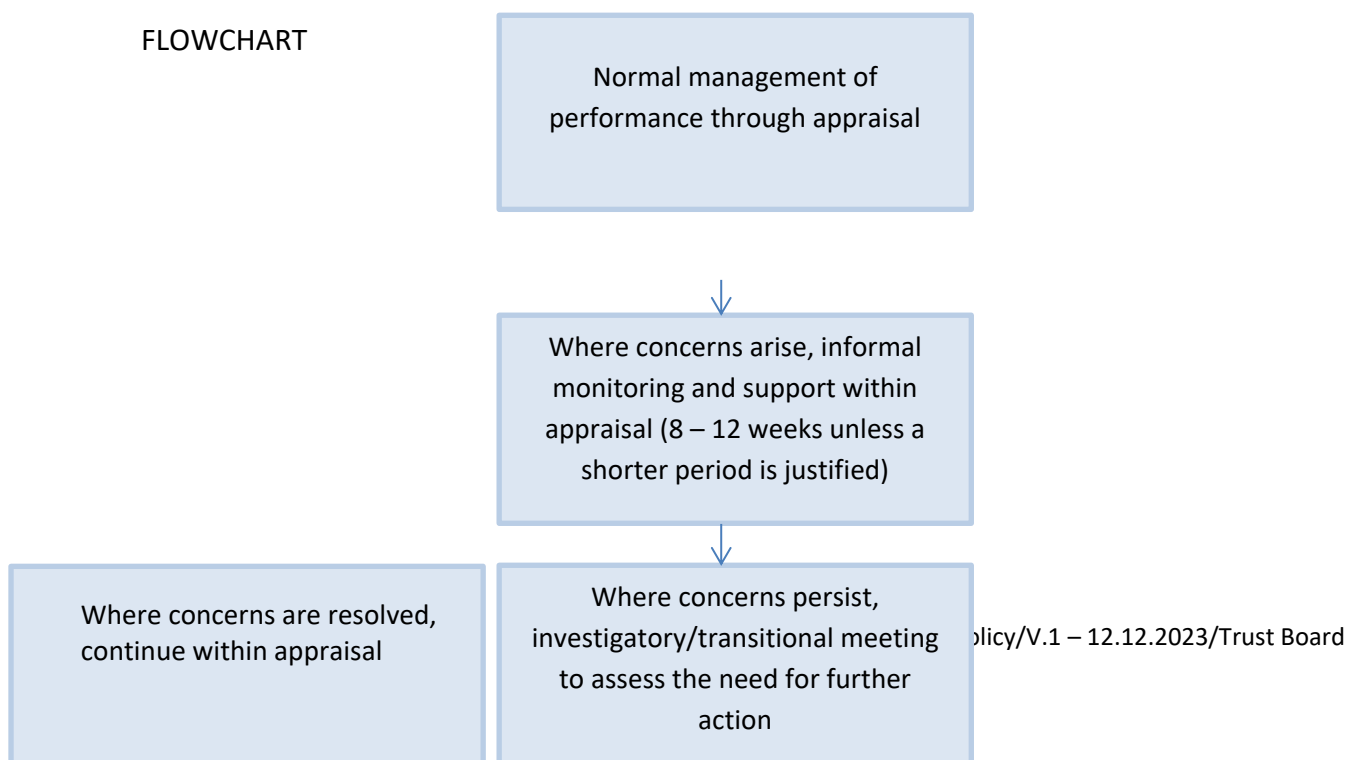 FLOWCHART
Normal management of
performance through appraisal
Where concerns arise, informal
monitoring and support within
appraisal (8 – 12 weeks unless a
shorter period is justified)
Where concerns are resolved,
continue within appraisal
Where concerns persist,
investigatory/transitional meeting
to assess the need for further
action
/V.1 – 12.12.2023/Trust Board